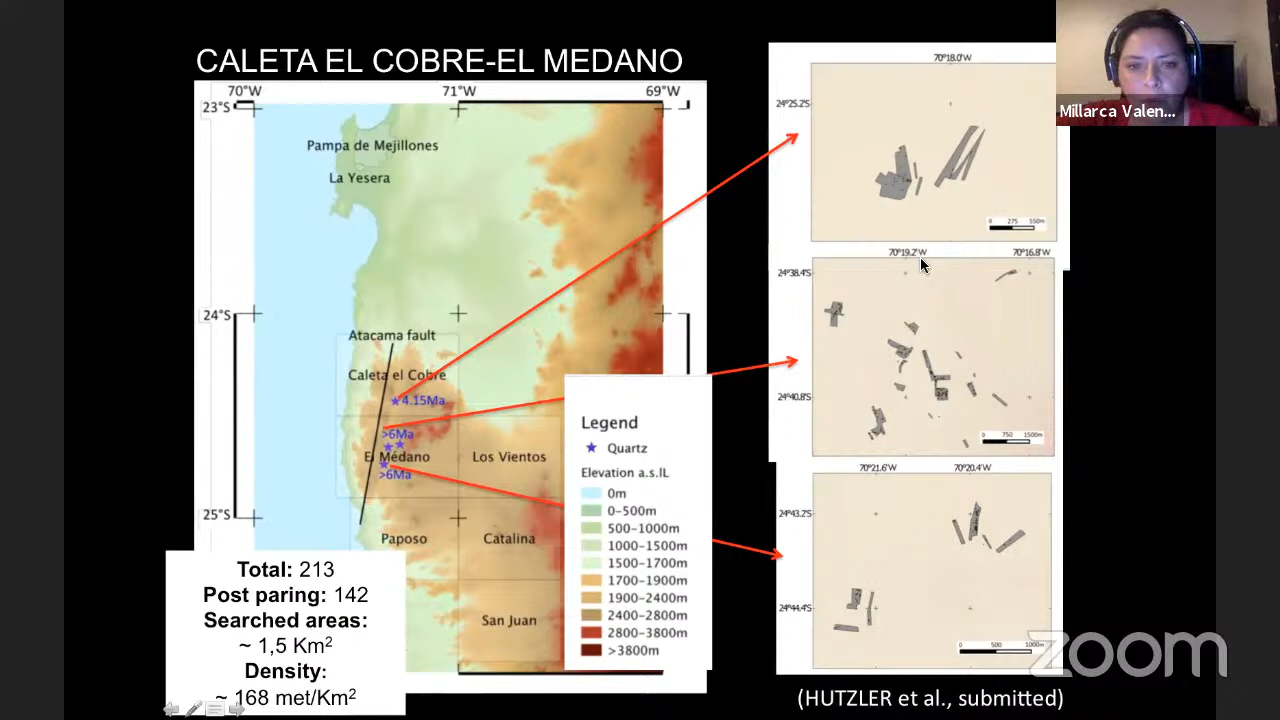 CALETA EL COBRE-EL MEDANO
70°W
71°W
69°W
23°S
Pampa de Mejillones
La Yesera
24°S
Atacama fault
Caleta el Cobre
4.15Ma
>6Ma
El Médano
Los Vientos
>6Ma
25°S
Paposo
Catalina
San Juan
Legend
Quartz
Elevation a.s.lL
0m
0-500m
500-1000m
1000-1500m
1500-1700m
1700-1900m
1900-2400m
2400-2800m
2800-3800m
>3800m
Total: 213
Post paring: 142
Searched areas:
~ 1,5 Km²
Density:
~ 168 met/Km²
70°18.0'W
24°25.2'S
0 275 550m
70°19.2'W
70°16.8'W
24°38.4'S
24°40.8'S
0 750 1500m
70°21.6'W
70°20.4'W
24°43.2'S
24°44.4'S
0 500 1000m
(HUTZLER et al., submitted)
Millarca Valen...
zoom